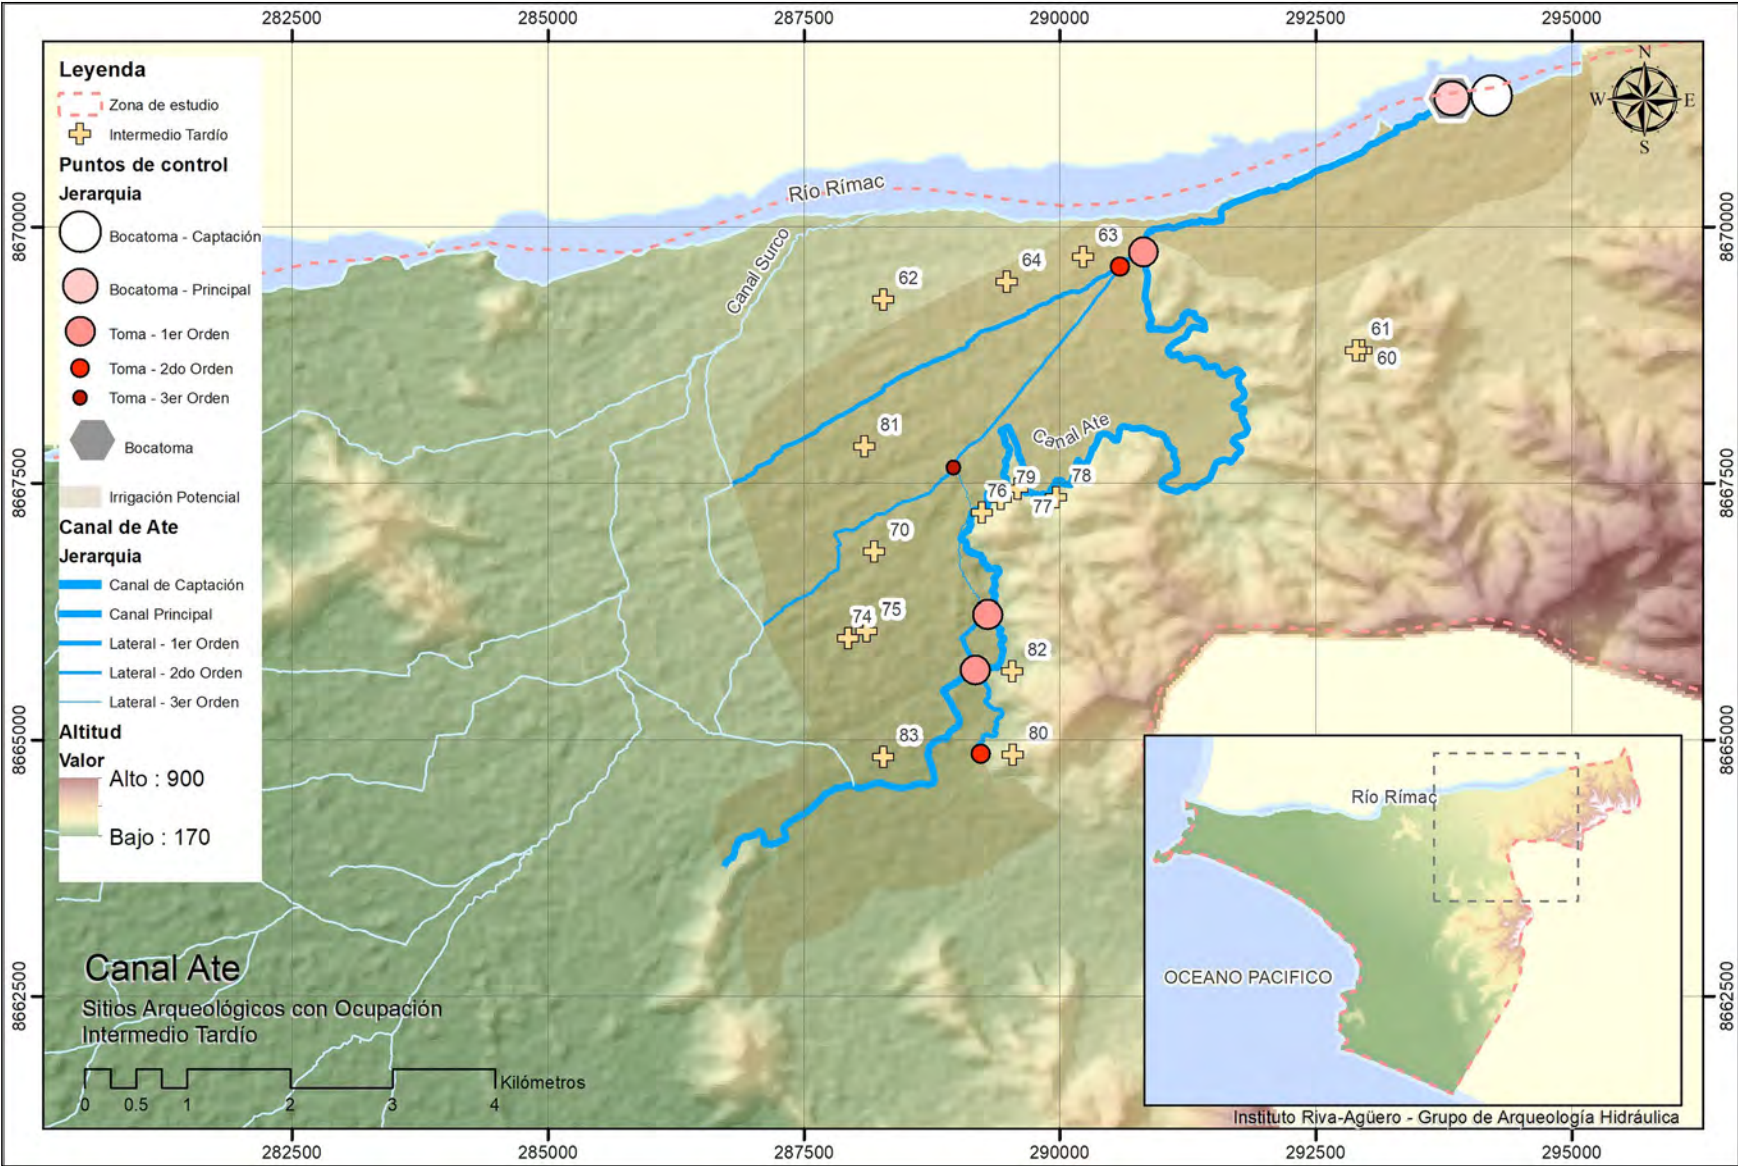 282500 285000 287500 290000 292500 295000
Leyenda
Zona de estudio
Intermedio Tardío
Puntos de control
Jerarquia
Bocatoma - Captación
Bocatoma - Principal
Toma - 1er Orden
Toma - 2do Orden
Toma - 3er Orden
Bocatoma
Irrigación Potencial
Canal de Ate
Jerarquia
Canal de Captación
Canal Principal
Lateral - 1er Orden
Lateral - 2do Orden
Lateral - 3er Orden
Altitud
Valor
Alto : 900
Bajo : 170
8670000
8667500
8665000
8662500
N
W E
S
Río Rímac
Canal Surco
Canal Ate
63
64
62
61
60
81
79
78
76
77
70
75
74
82
83
80
8670000
8667500
8665000
8662500
Río Rímac
OCEANO PACIFICO
Canal Ate
Sitios Arqueológicos con Ocupación
Intermedio Tardío
Kilómetros
0 0.5 1 2 3 4
Instituto Riva-Agüero - Grupo de Arqueología Hidráulica
282500 285000 287500 290000 292500 295000